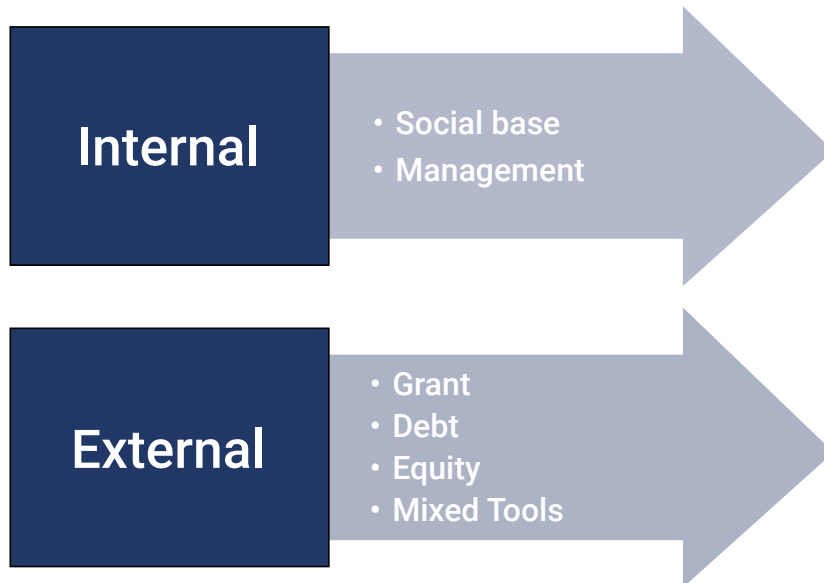 Internal
• Social base
• Management
External
• Grant
• Debt
• Equity
• Mixed Tools